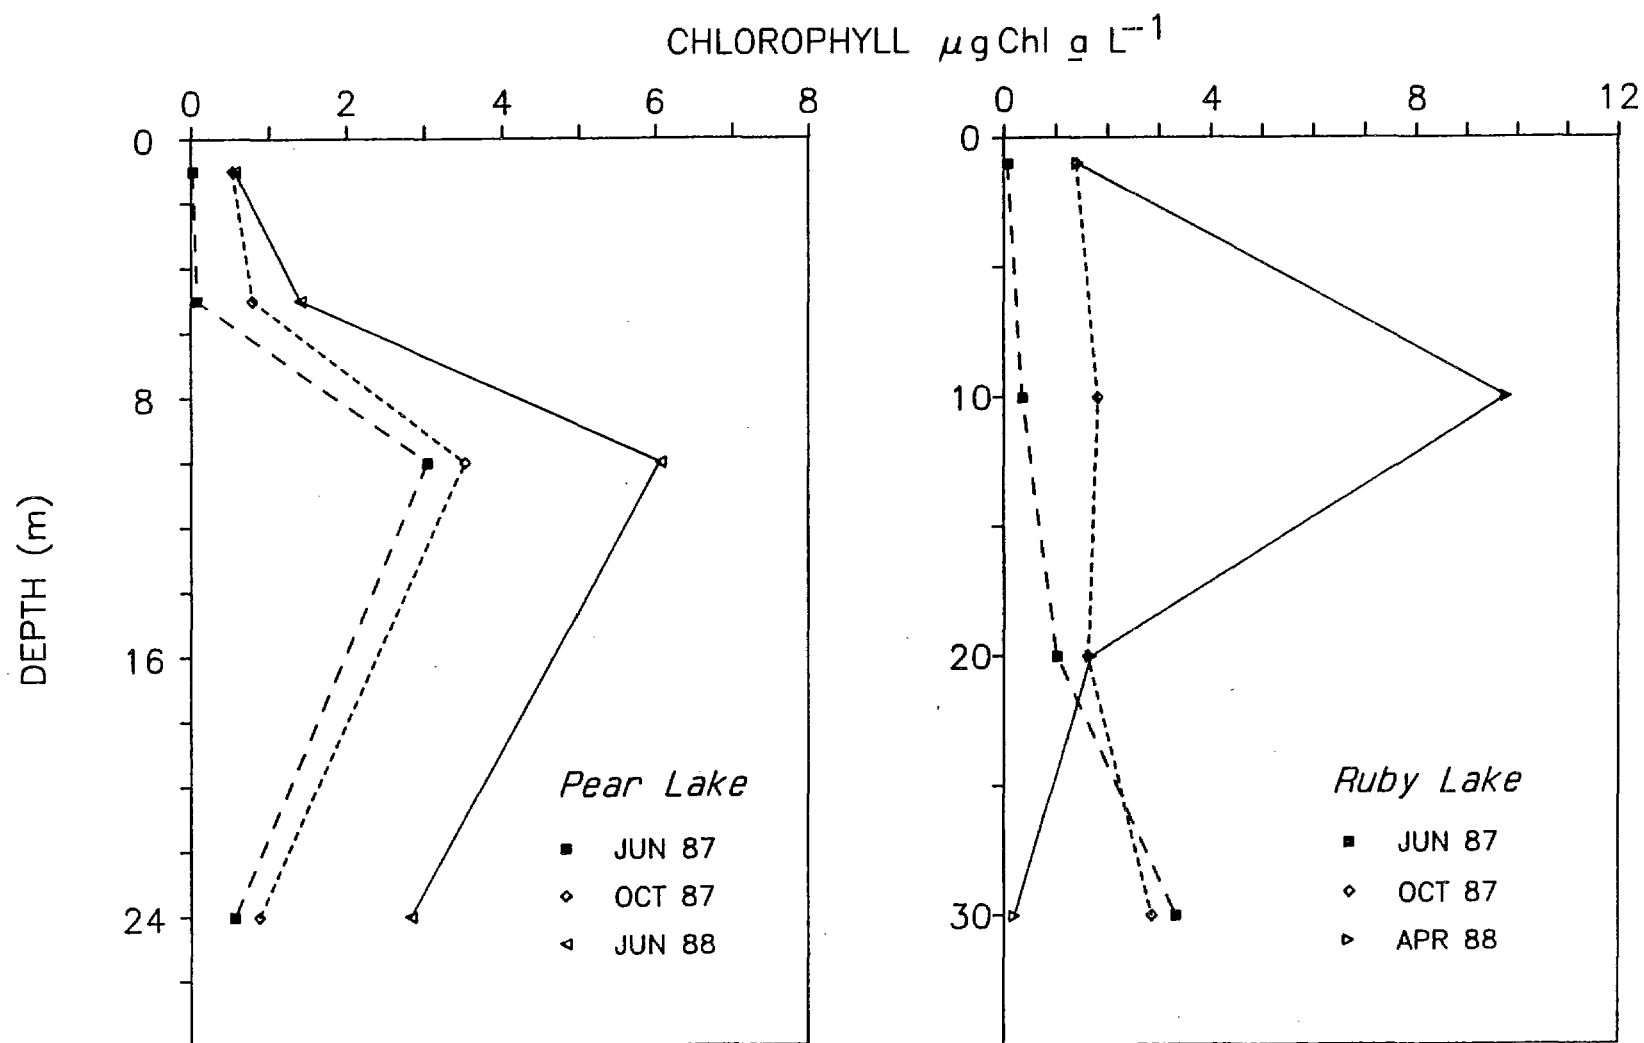 CHLOROPHYLL µg Chl a L⁻¹
0 2 4 6 8
0 4 8 12
0
8
16
24
DEPTH (m)
0
10
20
30
Pear Lake
JUN 87
OCT 87
JUN 88
Ruby Lake
JUN 87
OCT 87
APR 88